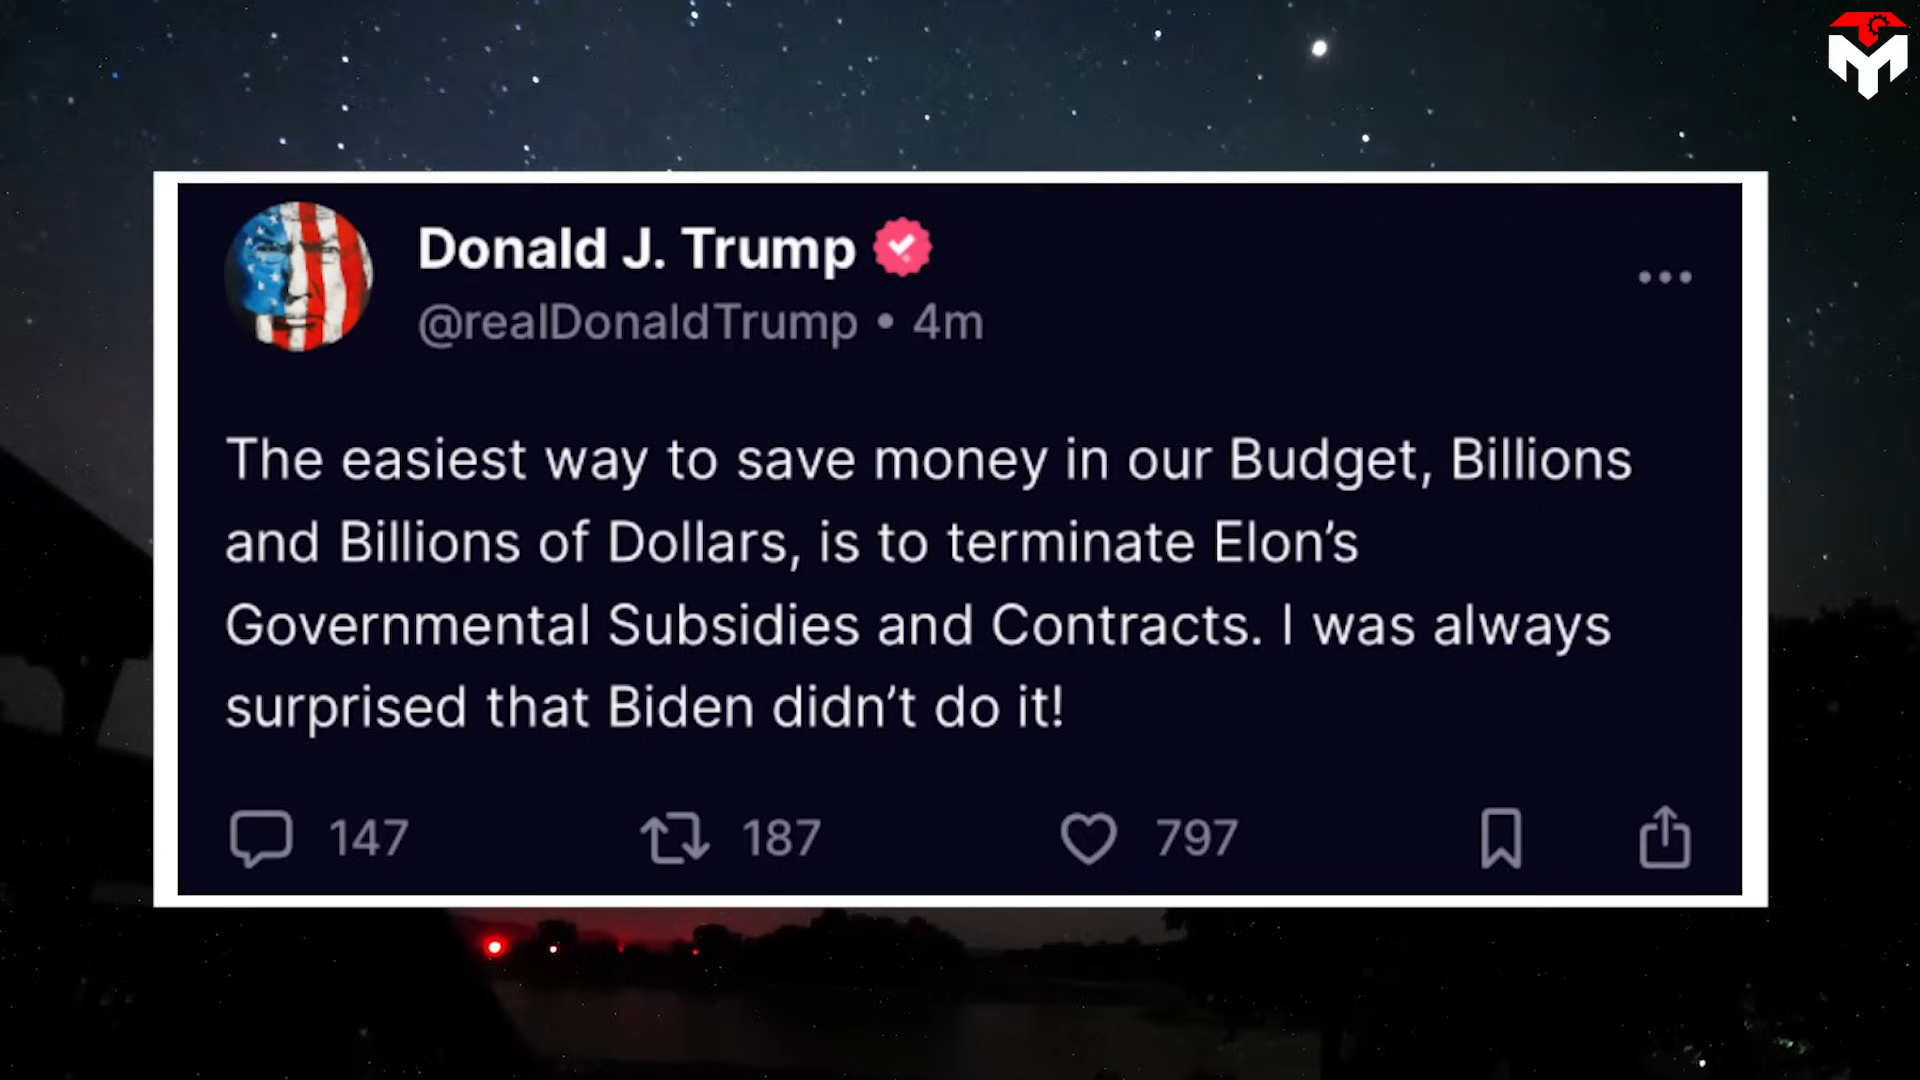 Donald J. Trump
@realDonaldTrump • 4m
The easiest way to save money in our Budget, Billions
and Billions of Dollars, is to terminate Elon’s
Governmental Subsidies and Contracts. I was always
surprised that Biden didn’t do it!
147 187 797